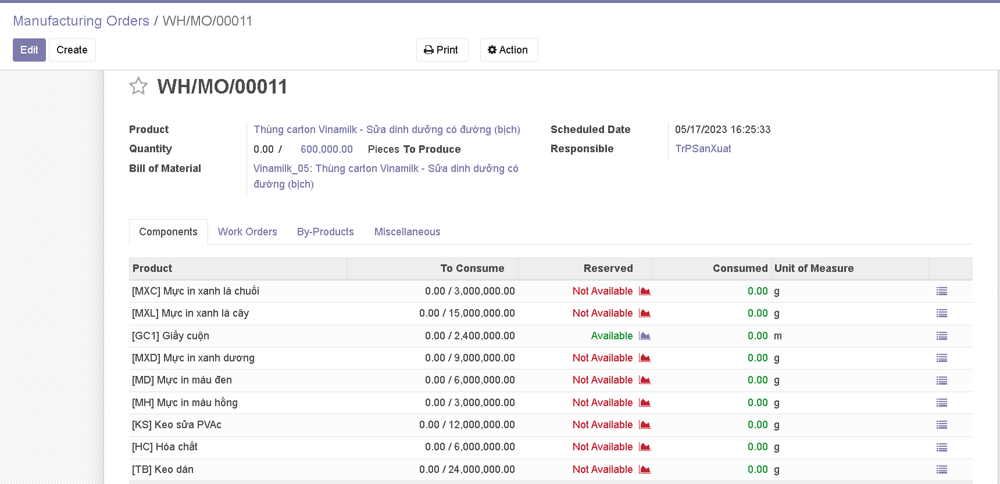 Manufacturing Orders / WH/MO/00011
Edit Create Print Action
WH/MO/00011
Product Thùng carton Vinamilk - Sữa dinh dưỡng có đường (bịch) Scheduled Date 05/17/2023 16:25:33
Quantity 0.00 / 600,000.00 Pieces To Produce Responsible TrPSanXuat
Bill of Material Vinamilk_05: Thùng carton Vinamilk - Sữa dinh dưỡng có
đường (bịch)
Components Work Orders By-Products Miscellaneous
Product To Consume Reserved Consumed Unit of Measure
[MXC] Mực in xanh lá chuối 0.00 / 3,000,000.00 Not Available 0.00 g
[MXL] Mực in xanh lá cây 0.00 / 15,000,000.00 Not Available 0.00 g
[GC1] Giấy cuộn 0.00 / 2,400,000.00 Available 0.00 m
[MXD] Mực in xanh dương 0.00 / 9,000,000.00 Not Available 0.00 g
[MD] Mực in màu đen 0.00 / 6,000,000.00 Not Available 0.00 g
[MH] Mực in màu hồng 0.00 / 3,000,000.00 Not Available 0.00 g
[KS] Keo sữa PVAc 0.00 / 12,000,000.00 Not Available 0.00 g
[HC] Hóa chất 0.00 / 6,000,000.00 Not Available 0.00 g
[TB] Keo dán 0.00 / 24,000,000.00 Not Available 0.00 g